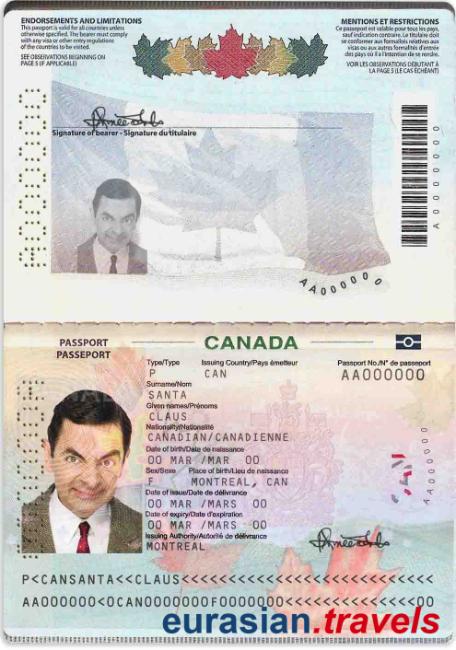 ENDORSEMENTS AND LIMITATIONS
This passport is valid for all countries unless
otherwise specified. The bearer must comply
with any visa or other entry regulations
of the countries to be visited.
SEE OBSERVATIONS BEGINNING ON
PAGE 5 (IF APPLICABLE)
MENTIONS ET RESTRICTIONS
Ce passeport est valable pour tous les pays,
sauf indication contraire. Le titulaire doit
se conformer aux formalités relatives aux
visas ou aux autres formalités d'entrée
des pays où il a l'intention de se rendre.
VOIR LES OBSERVATIONS DÉBUTANT À
LA PAGE 5 (LE CAS ÉCHÉANT)
Signature of bearer - Signature du titulaire
A0000000
AA000000
PASSPORT
PASSEPORT
CANADA
Type/Type Issuing Country/Pays émetteur Passport No./N° de passeport
P CAN AA000000
Surname/Nom
SANTA
Given names/Prénoms
CLAUS
Nationality/Nationalité
CANADIAN/CANADIENNE
Date of birth/Date de naissance
00 MAR /MAR 00
Sex/Sexe Place of birth/Lieu de naissance
F MONTREAL, CAN
Date of issue/Date de délivrance
00 MAR /MARS 00
Date of expiry/Date d'expiration
00 MAR /MARS 00
Issuing Authority/Autorité de délivrance
MONTREAL
AA000000
P<CANSANTA<<CLAUS<<<<<<<<<<<<<<<<<<<<<<<<<<<
AA000000<0CAN0000000F0000000<<<<<<<<<<<<<<00
eurasian.travels